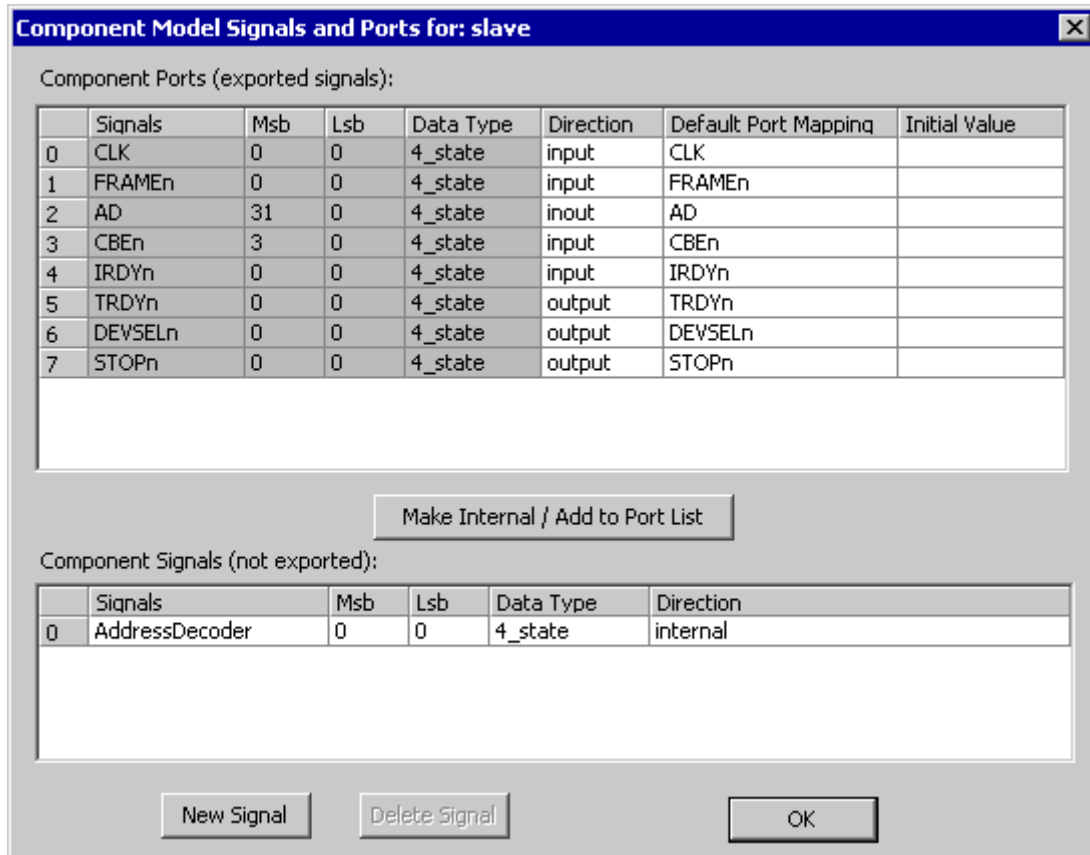 Component Model Signals and Ports for: slave
Component Ports (exported signals):
Signals Msb Lsb Data Type Direction Default Port Mapping Initial Value
0 CLK 0 0 4_state input CLK
1 FRAMEn 0 0 4_state input FRAMEn
2 AD 31 0 4_state inout AD
3 CBEn 3 0 4_state input CBEn
4 IRDYn 0 0 4_state input IRDYn
5 TRDYn 0 0 4_state output TRDYn
6 DEVSELn 0 0 4_state output DEVSELn
7 STOPn 0 0 4_state output STOPn
Make Internal / Add to Port List
Component Signals (not exported):
Signals Msb Lsb Data Type Direction
0 AddressDecoder 0 0 4_state internal
New Signal Delete Signal OK